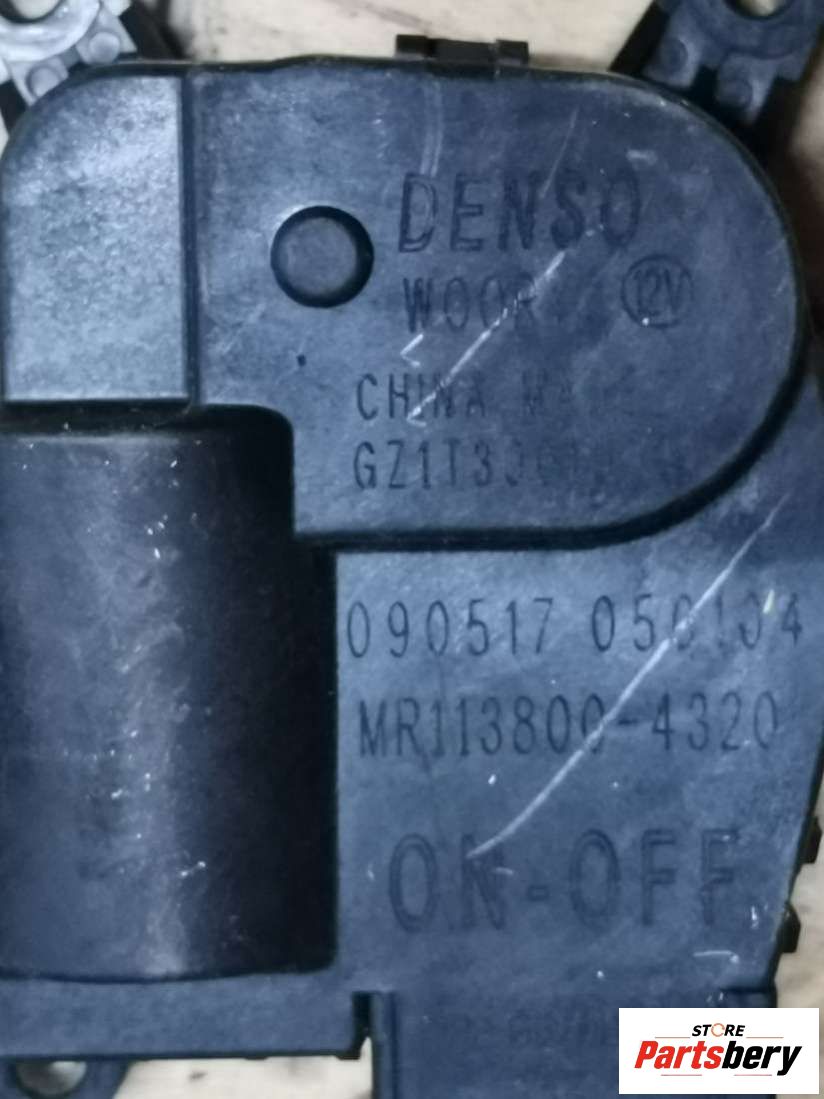 DENSO
12V
CHINA
090517
MR113800-4320
ON-OFF
STORE
Partsbery